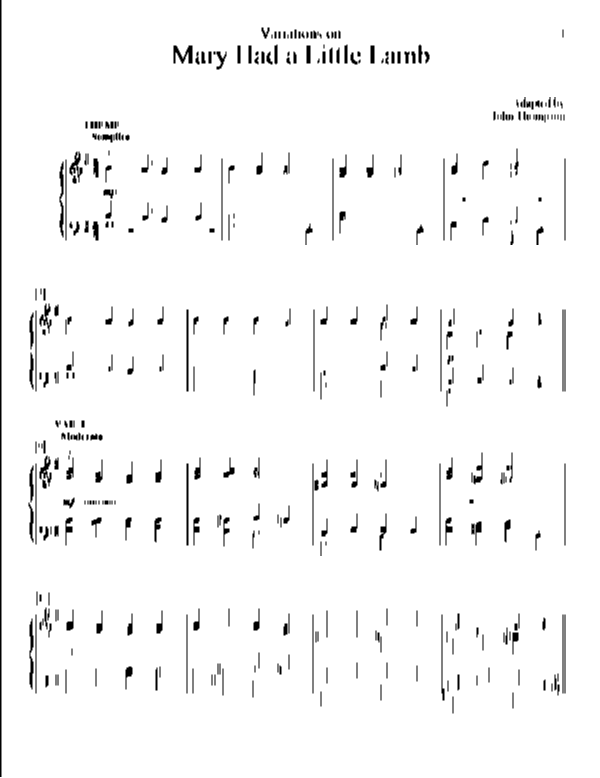 Variations on
1
Mary Had a Little Lamb
Adapted by
John Thompson
THEME
Semplice
mp
VAR. I
Moderato
mf